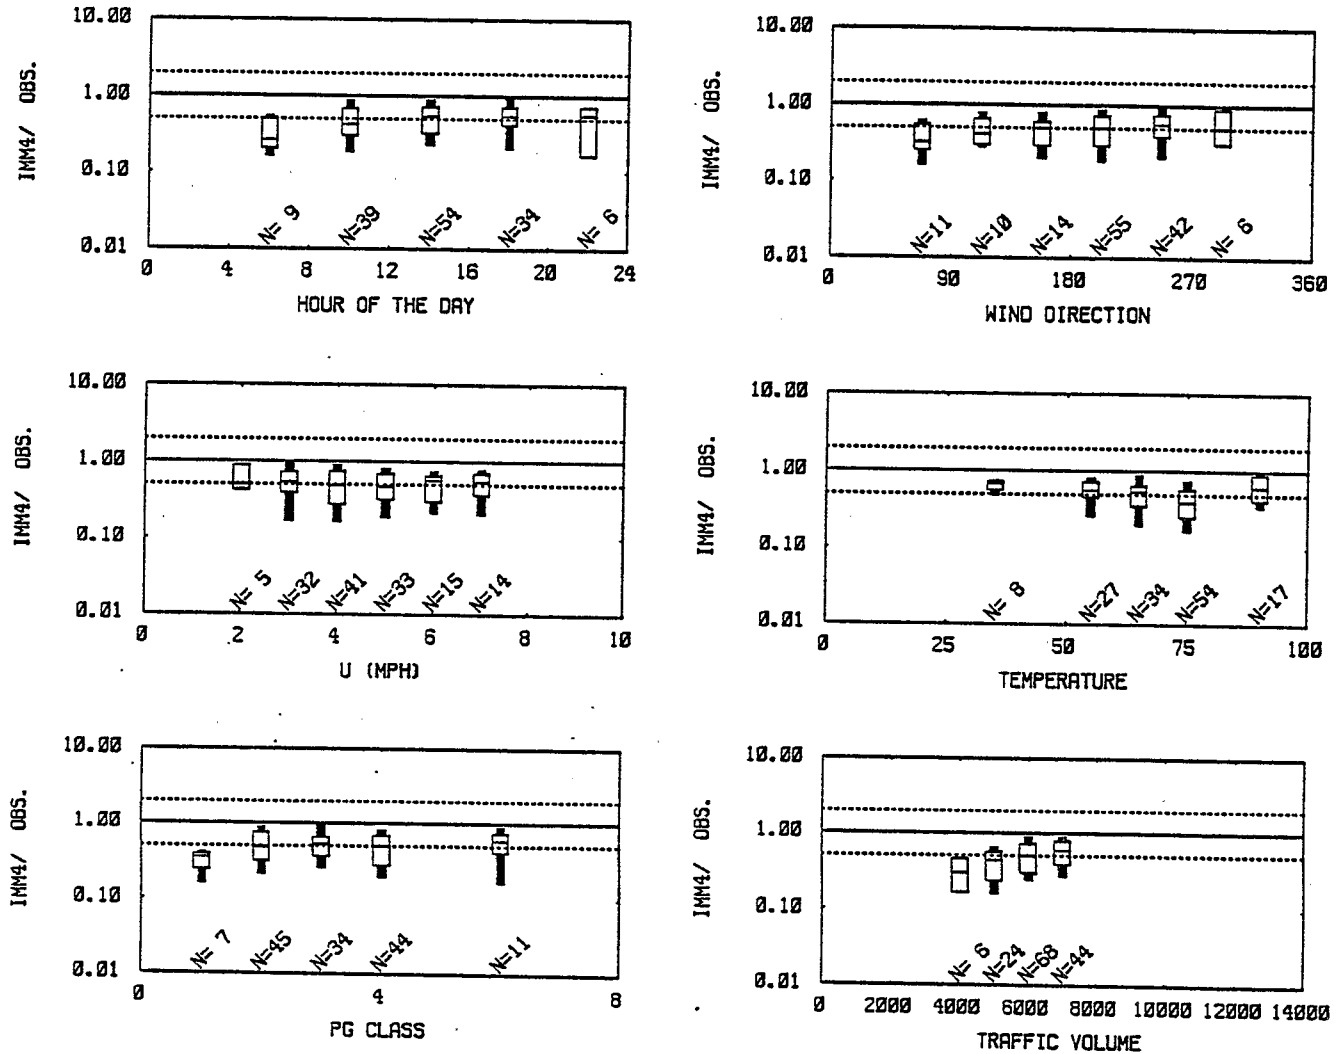 10.00
1.00
0.10
0.01
IMM4/ OBS.
N= 9
N=39
N=54
N=34
N= 6
0 4 8 12 16 20 24
HOUR OF THE DAY
10.00
1.00
0.10
0.01
IMM4/ OBS.
N=11
N=10
N=14
N=55
N=42
N= 6
0 90 180 270 360
WIND DIRECTION
10.00
1.00
0.10
0.01
IMM4/ OBS.
N= 5
N=32
N=41
N=33
N=15
N=14
0 2 4 6 8 10
U (MPH)
10.00
1.00
0.10
0.01
IMM4/ OBS.
N= 8
N=27
N=34
N=54
N=17
0 25 50 75 100
TEMPERATURE
10.00
1.00
0.10
0.01
IMM4/ OBS.
N= 7
N=45
N=34
N=44
N=11
0 4 8
PG CLASS
10.00
1.00
0.10
0.01
IMM4/ OBS.
N= 6
N=24
N=68
N=44
0 2000 4000 6000 8000 10000 12000 14000
TRAFFIC VOLUME